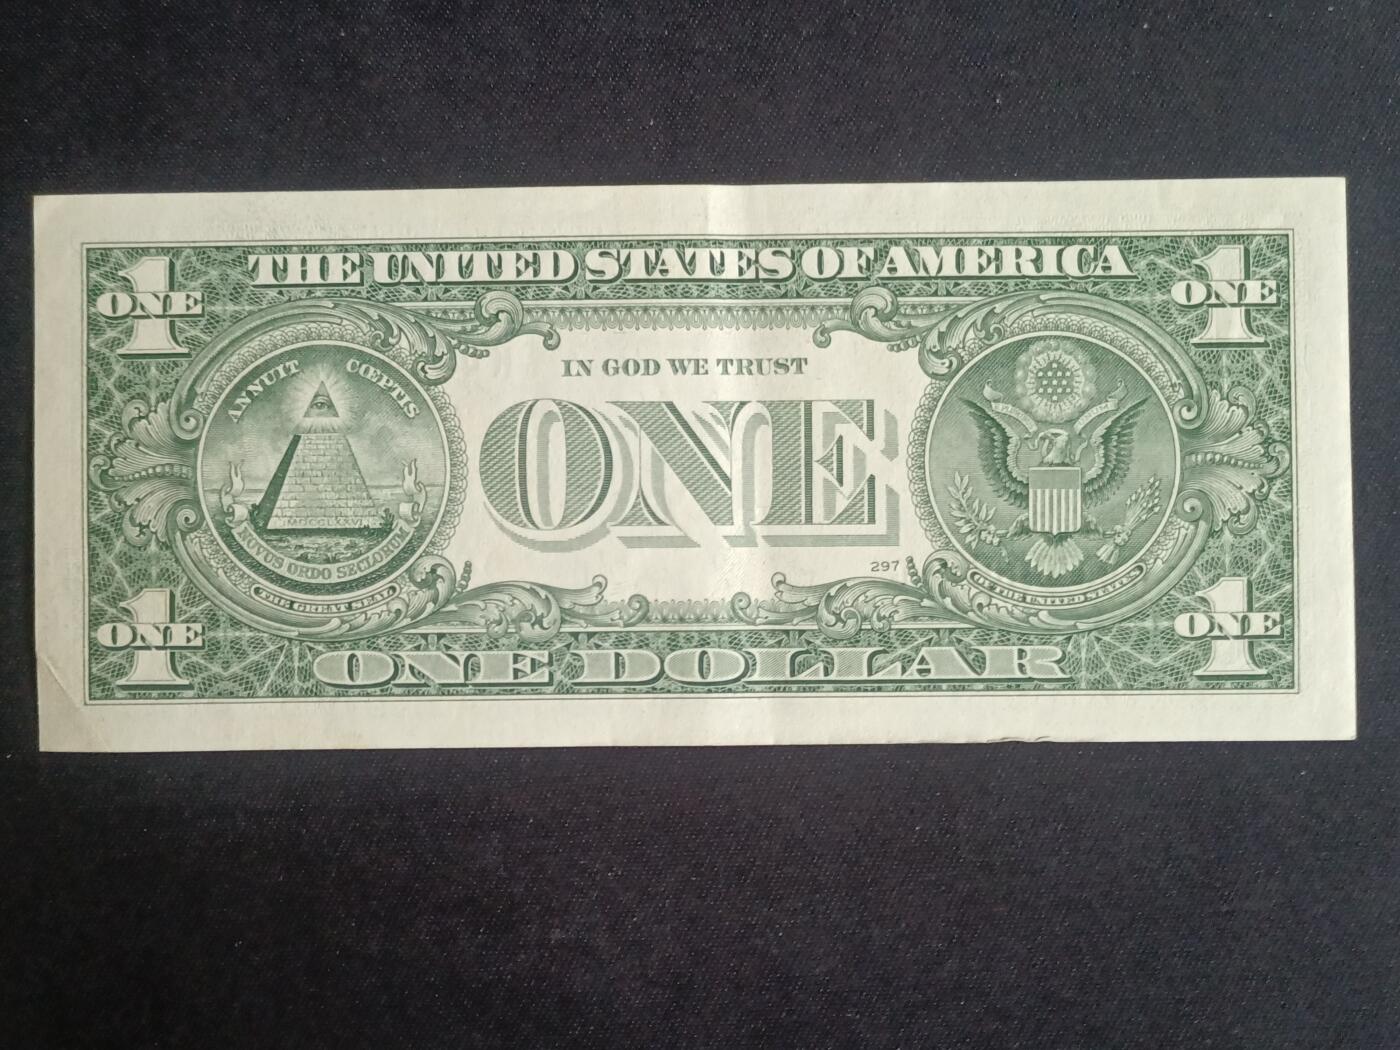 THE UNITED STATES OF AMERICA
1
ONE
1
ONE
IN GOD WE TRUST
ANNUIT CŒPTIS
ONE
MDCCLXXVI
NOVUS ORDO SECLORUM
297
THE GREAT SEAL
OF THE UNITED STATES
1
ONE
1
ONE
ONE DOLLAR